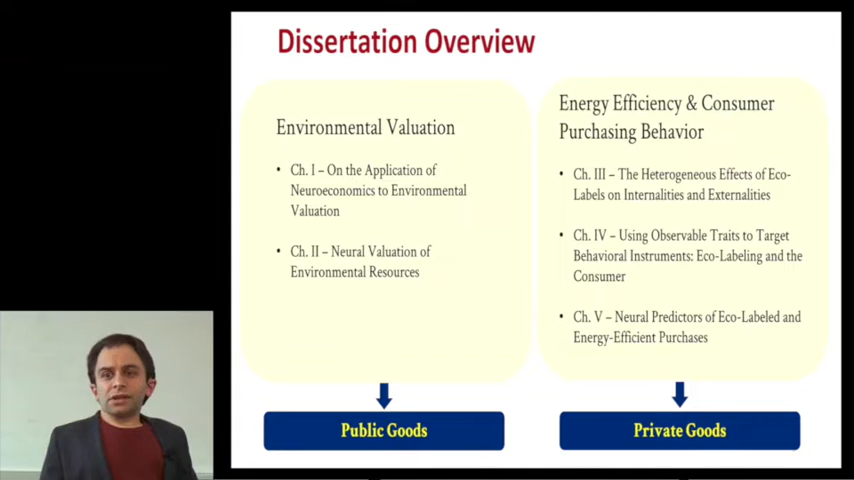 Dissertation Overview
Environmental Valuation
• Ch. I – On the Application of
Neuroeconomics to Environmental
Valuation
• Ch. II – Neural Valuation of
Environmental Resources
Public Goods
Energy Efficiency & Consumer
Purchasing Behavior
• Ch. III – The Heterogeneous Effects of Eco-
Labels on Internalities and Externalities
• Ch. IV – Using Observable Traits to Target
Behavioral Instruments: Eco-Labeling and the
Consumer
• Ch. V – Neural Predictors of Eco-Labeled and
Energy-Efficient Purchases
Private Goods